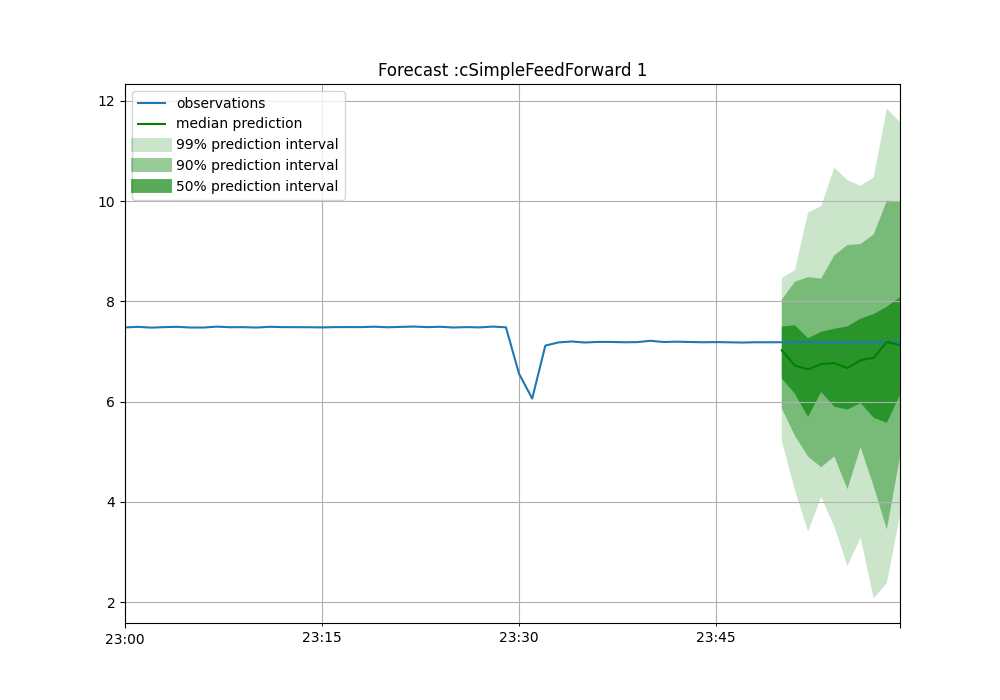 Forecast :cSimpleFeedForward 1
observations
median prediction
99% prediction interval
90% prediction interval
50% prediction interval
12
10
8
6
4
2
23:00 23:15 23:30 23:45